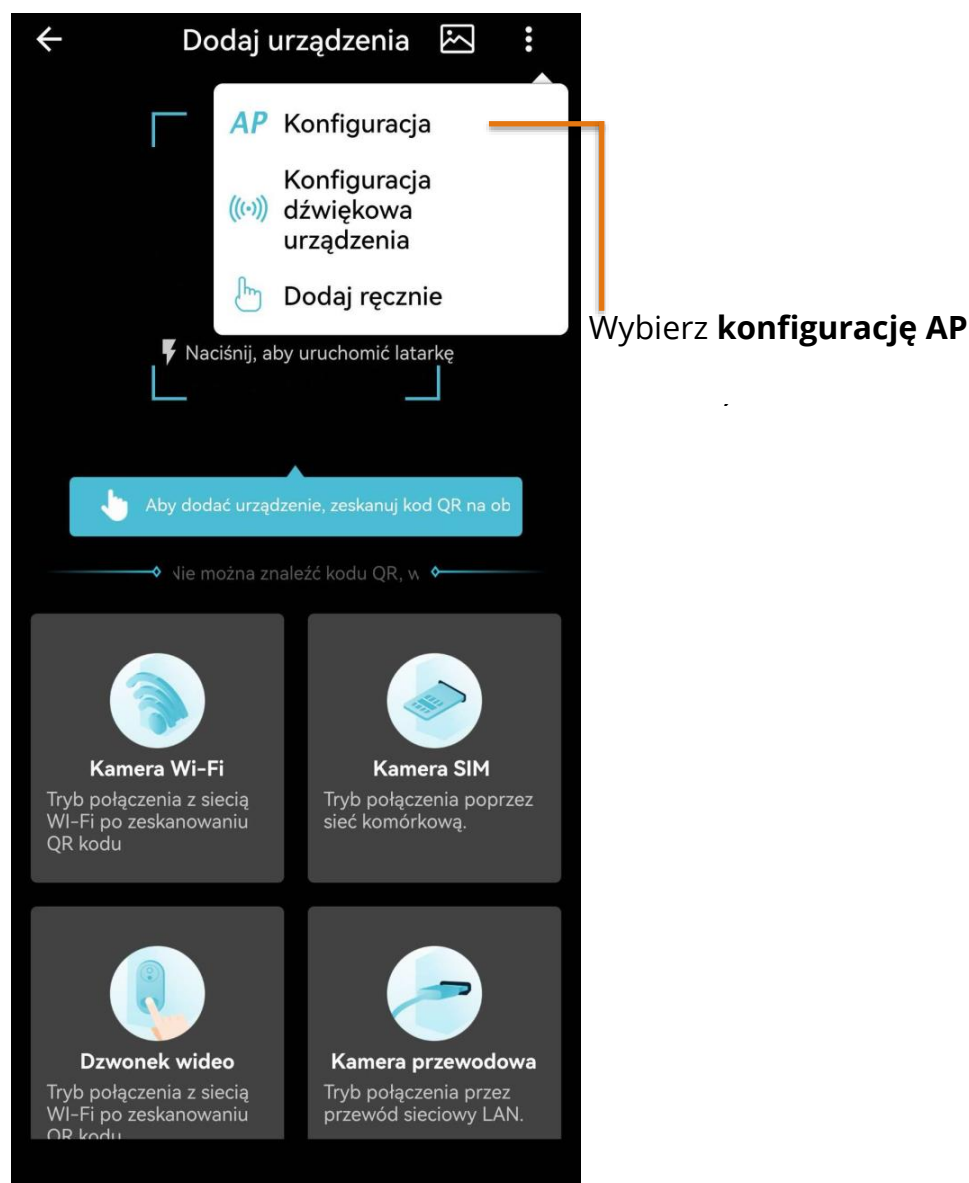 Dodaj urządzenia
AP Konfiguracja
Konfiguracja
dźwiękowa
urządzenia
Dodaj ręcznie
Wybierz konfigurację AP
Naciśnij, aby uruchomić latarkę
Aby dodać urządzenie, zeskanuj kod QR na ob
Nie można znaleźć kodu QR, w
Kamera Wi-Fi
Tryb połączenia z siecią
WI-Fi po zeskanowaniu
QR kodu
Kamera SIM
Tryb połączenia poprzez
sieć komórkową.
Dzwonek wideo
Tryb połączenia z siecią
WI-Fi po zeskanowaniu
QR kodu
Kamera przewodowa
Tryb połączenia przez
przewód sieciowy LAN.